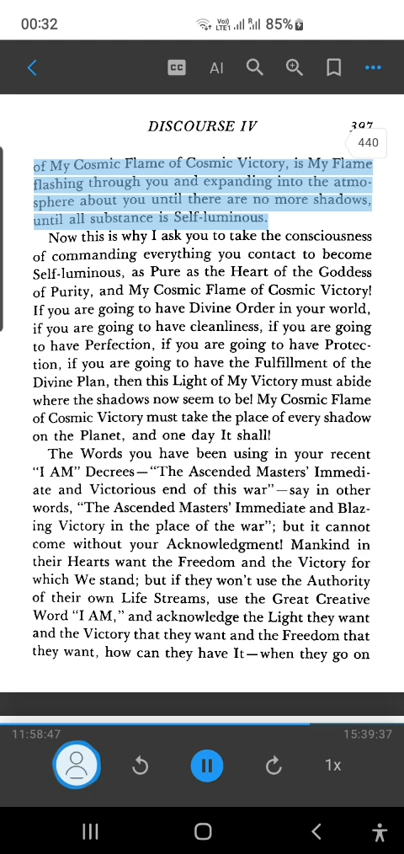 00:32
Vo)) LTE1 R 85%
CC AI
DISCOURSE IV 397
440
of My Cosmic Flame of Cosmic Victory, is My Flame
flashing through you and expanding into the atmo-
sphere about you until there are no more shadows,
until all substance is Self-luminous.
Now this is why I ask you to take the consciousness
of commanding everything you contact to become
Self-luminous, as Pure as the Heart of the Goddess
of Purity, and My Cosmic Flame of Cosmic Victory!
If you are going to have Divine Order in your world,
if you are going to have cleanliness, if you are going
to have Perfection, if you are going to have Protec-
tion, if you are going to have the Fulfillment of the
Divine Plan, then this Light of My Victory must abide
where the shadows now seem to be! My Cosmic Flame
of Cosmic Victory must take the place of every shadow
on the Planet, and one day It shall!
The Words you have been using in your recent
“I AM” Decrees—“The Ascended Masters’ Immedi-
ate and Victorious end of this war”—say in other
words, “The Ascended Masters’ Immediate and Blaz-
ing Victory in the place of the war”; but it cannot
come without your Acknowledgment! Mankind in
their Hearts want the Freedom and the Victory for
which We stand; but if they won’t use the Authority
of their own Life Streams, use the Great Creative
Word “I AM,” and acknowledge the Light they want
and the Victory that they want and the Freedom that
they want, how can they have It—when they go on
11:58:47 15:39:37
1x